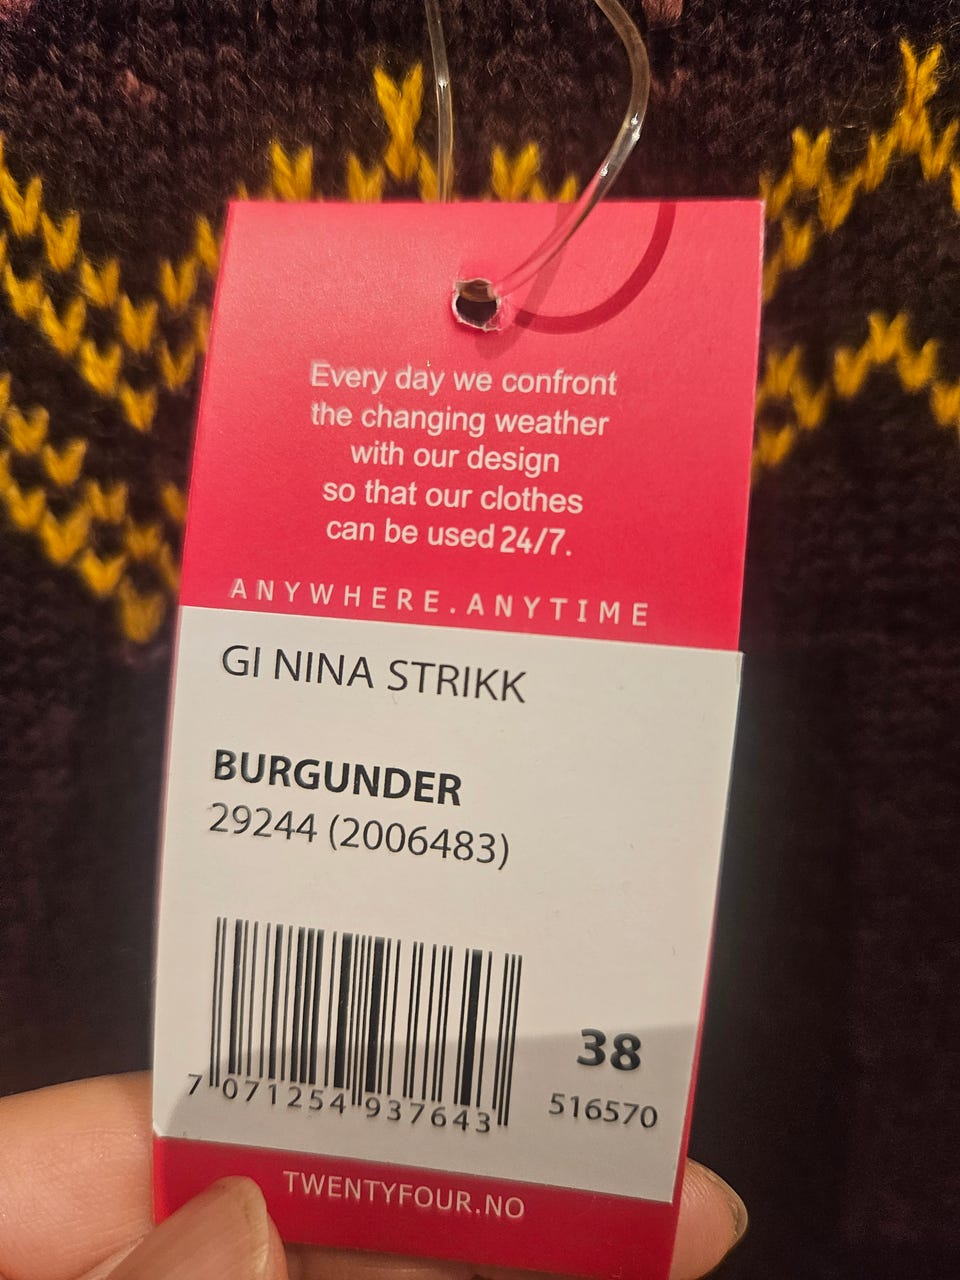 Every day we confront
the changing weather
with our design
so that our clothes
can be used 24/7.
ANYWHERE.ANYTIME
GI NINA STRIKK
BURGUNDER
29244 (2006483)
38
7 071254 937643
516570
TWENTYFOUR.NO